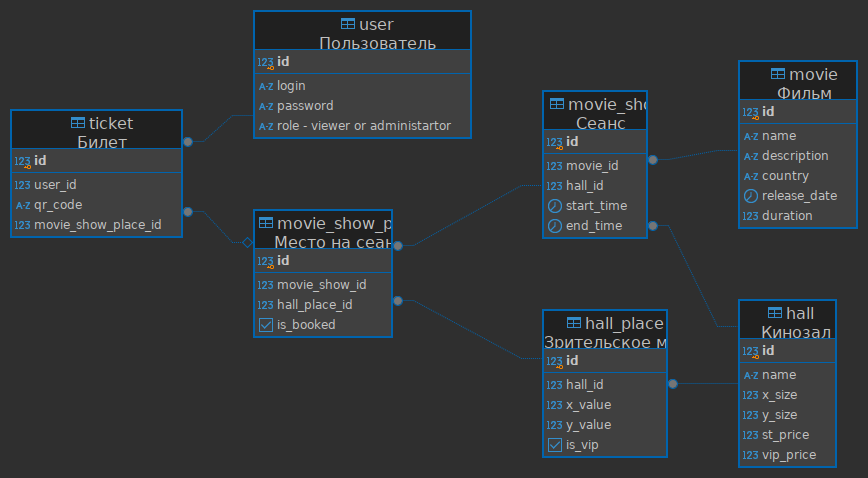 user
Пользователь
123 id
A-Z login
A-Z password
A-Z role - viewer or administartor
ticket
Билет
123 id
123 user_id
A-Z qr_code
123 movie_show_place_id
movie_show_p
Место на сеан
123 id
123 movie_show_id
123 hall_place_id
is_booked
movie_sho
Сеанс
123 id
123 movie_id
123 hall_id
start_time
end_time
movie
Фильм
123 id
A-Z name
A-Z description
A-Z country
release_date
123 duration
hall_place
Зрительское м
123 id
123 hall_id
123 x_value
123 y_value
is_vip
hall
Кинозал
123 id
A-Z name
123 x_size
123 y_size
123 st_price
123 vip_price